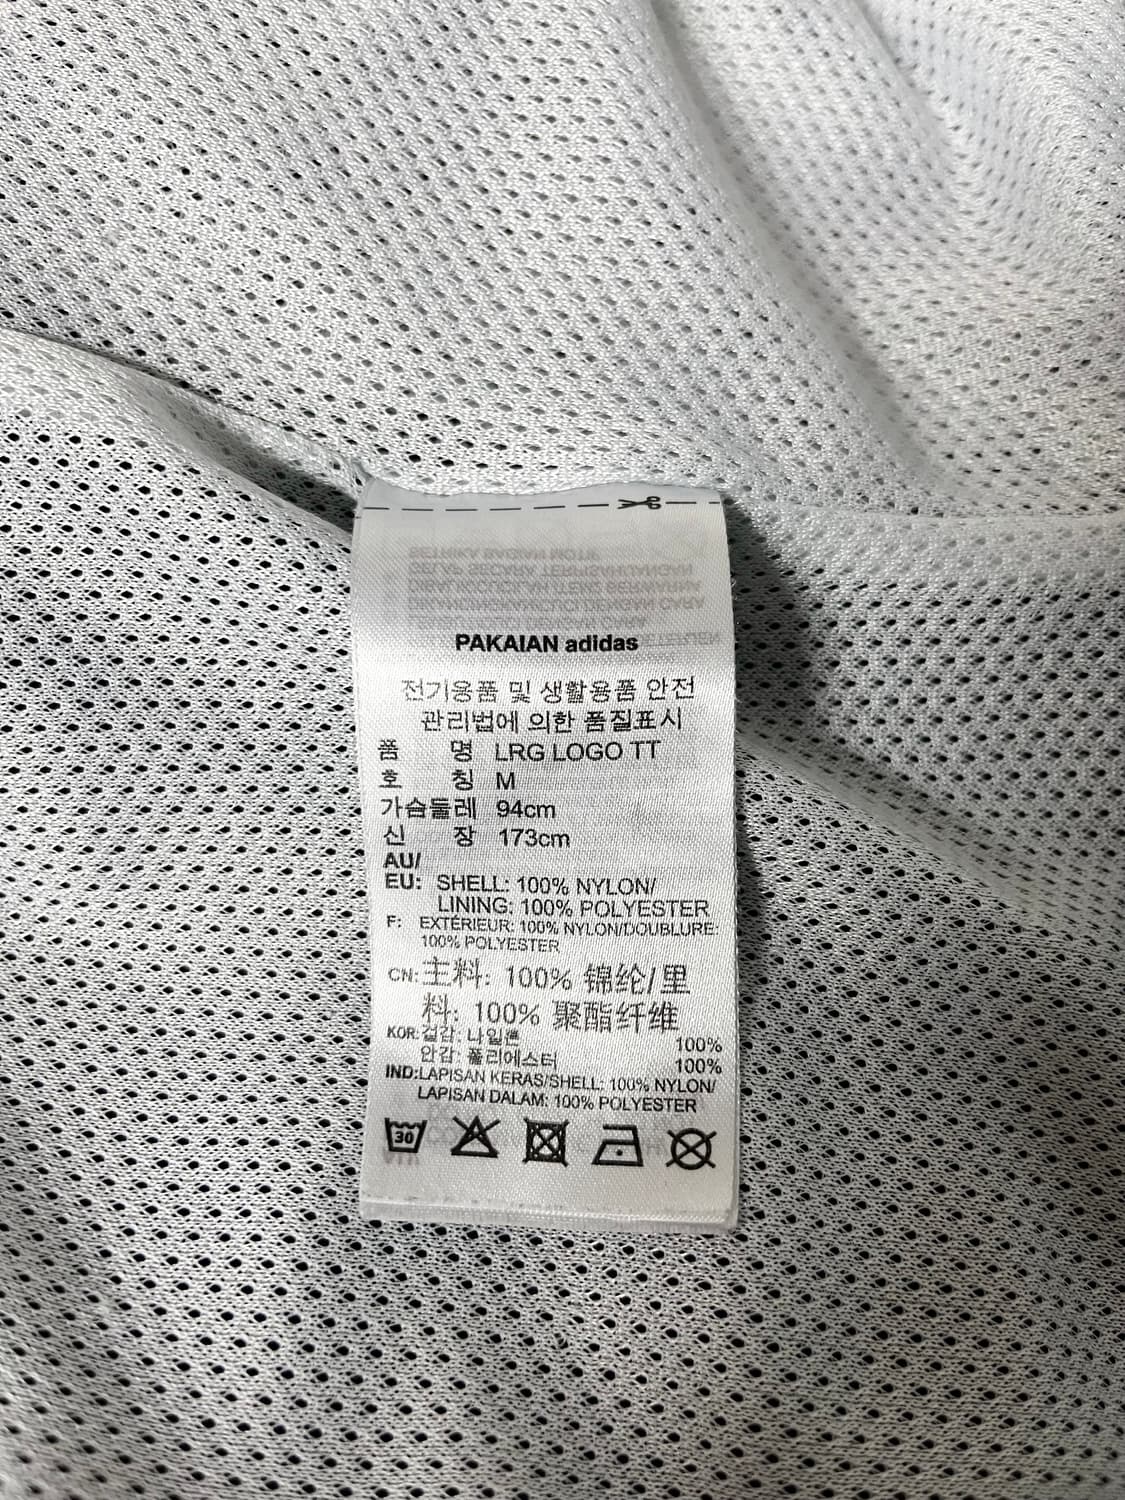 PAKAIAN adidas
전기용품 및 생활용품 안전
관리법에 의한 품질표시
품 명 LRG LOGO TT
호 칭 M
가슴둘레 94cm
신 장 173cm
AU/
EU: SHELL: 100% NYLON/
LINING: 100% POLYESTER
F: EXTÉRIEUR: 100% NYLON/DOUBLURE:
100% POLYESTER
CN: 主料: 100% 锦纶/里
料: 100% 聚酯纤维
KOR: 겉감: 나일론 100%
안감: 폴리에스터 100%
IND:LAPISAN KERAS/SHELL: 100% NYLON/
LAPISAN DALAM: 100% POLYESTER
30